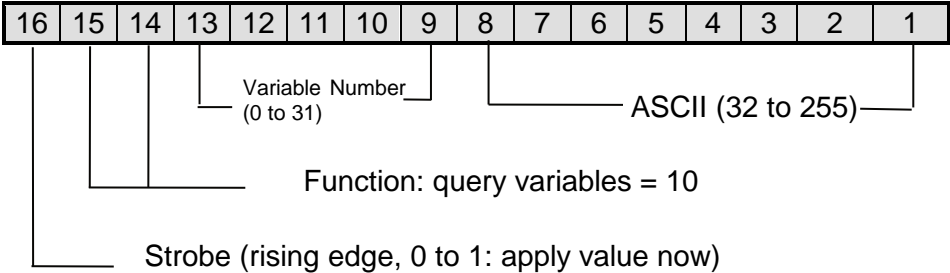 16 15 14 13 12 11 10 9 8 7 6 5 4 3 2 1
Variable Number
(0 to 31)
ASCII (32 to 255)
Function: query variables = 10
Strobe (rising edge, 0 to 1: apply value now)